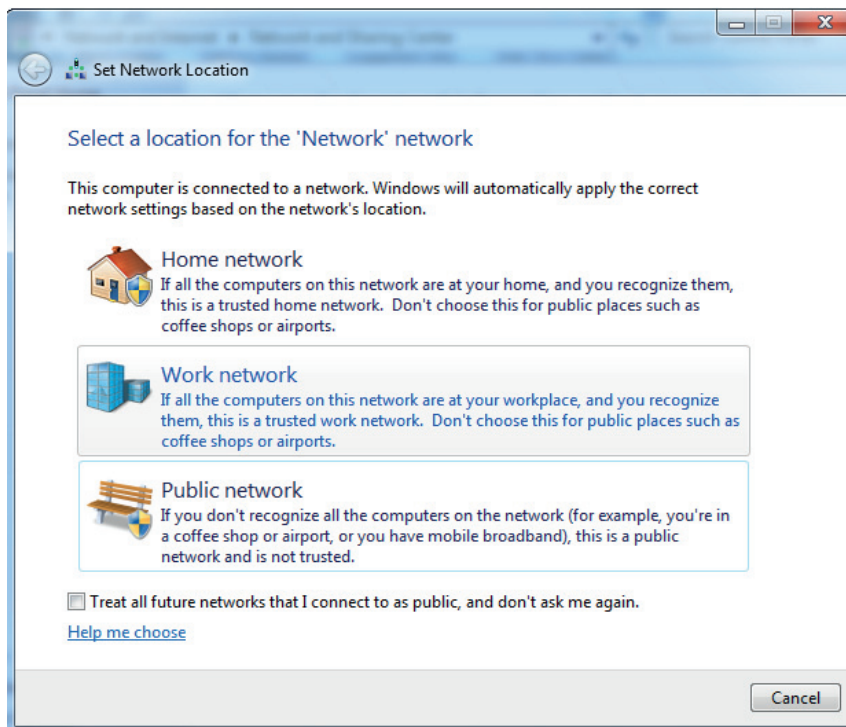 Network and Sharing Center
Set Network Location
Select a location for the 'Network' network
This computer is connected to a network. Windows will automatically apply the correct
network settings based on the network's location.
Home network
If all the computers on this network are at your home, and you recognize them,
this is a trusted home network.  Don't choose this for public places such as
coffee shops or airports.
Work network
If all the computers on this network are at your workplace, and you recognize
them, this is a trusted work network.  Don't choose this for public places such as
coffee shops or airports.
Public network
If you don't recognize all the computers on the network (for example, you're in
a coffee shop or airport, or you have mobile broadband), this is a public
network and is not trusted.
Treat all future networks that I connect to as public, and don't ask me again.
Help me choose
Cancel